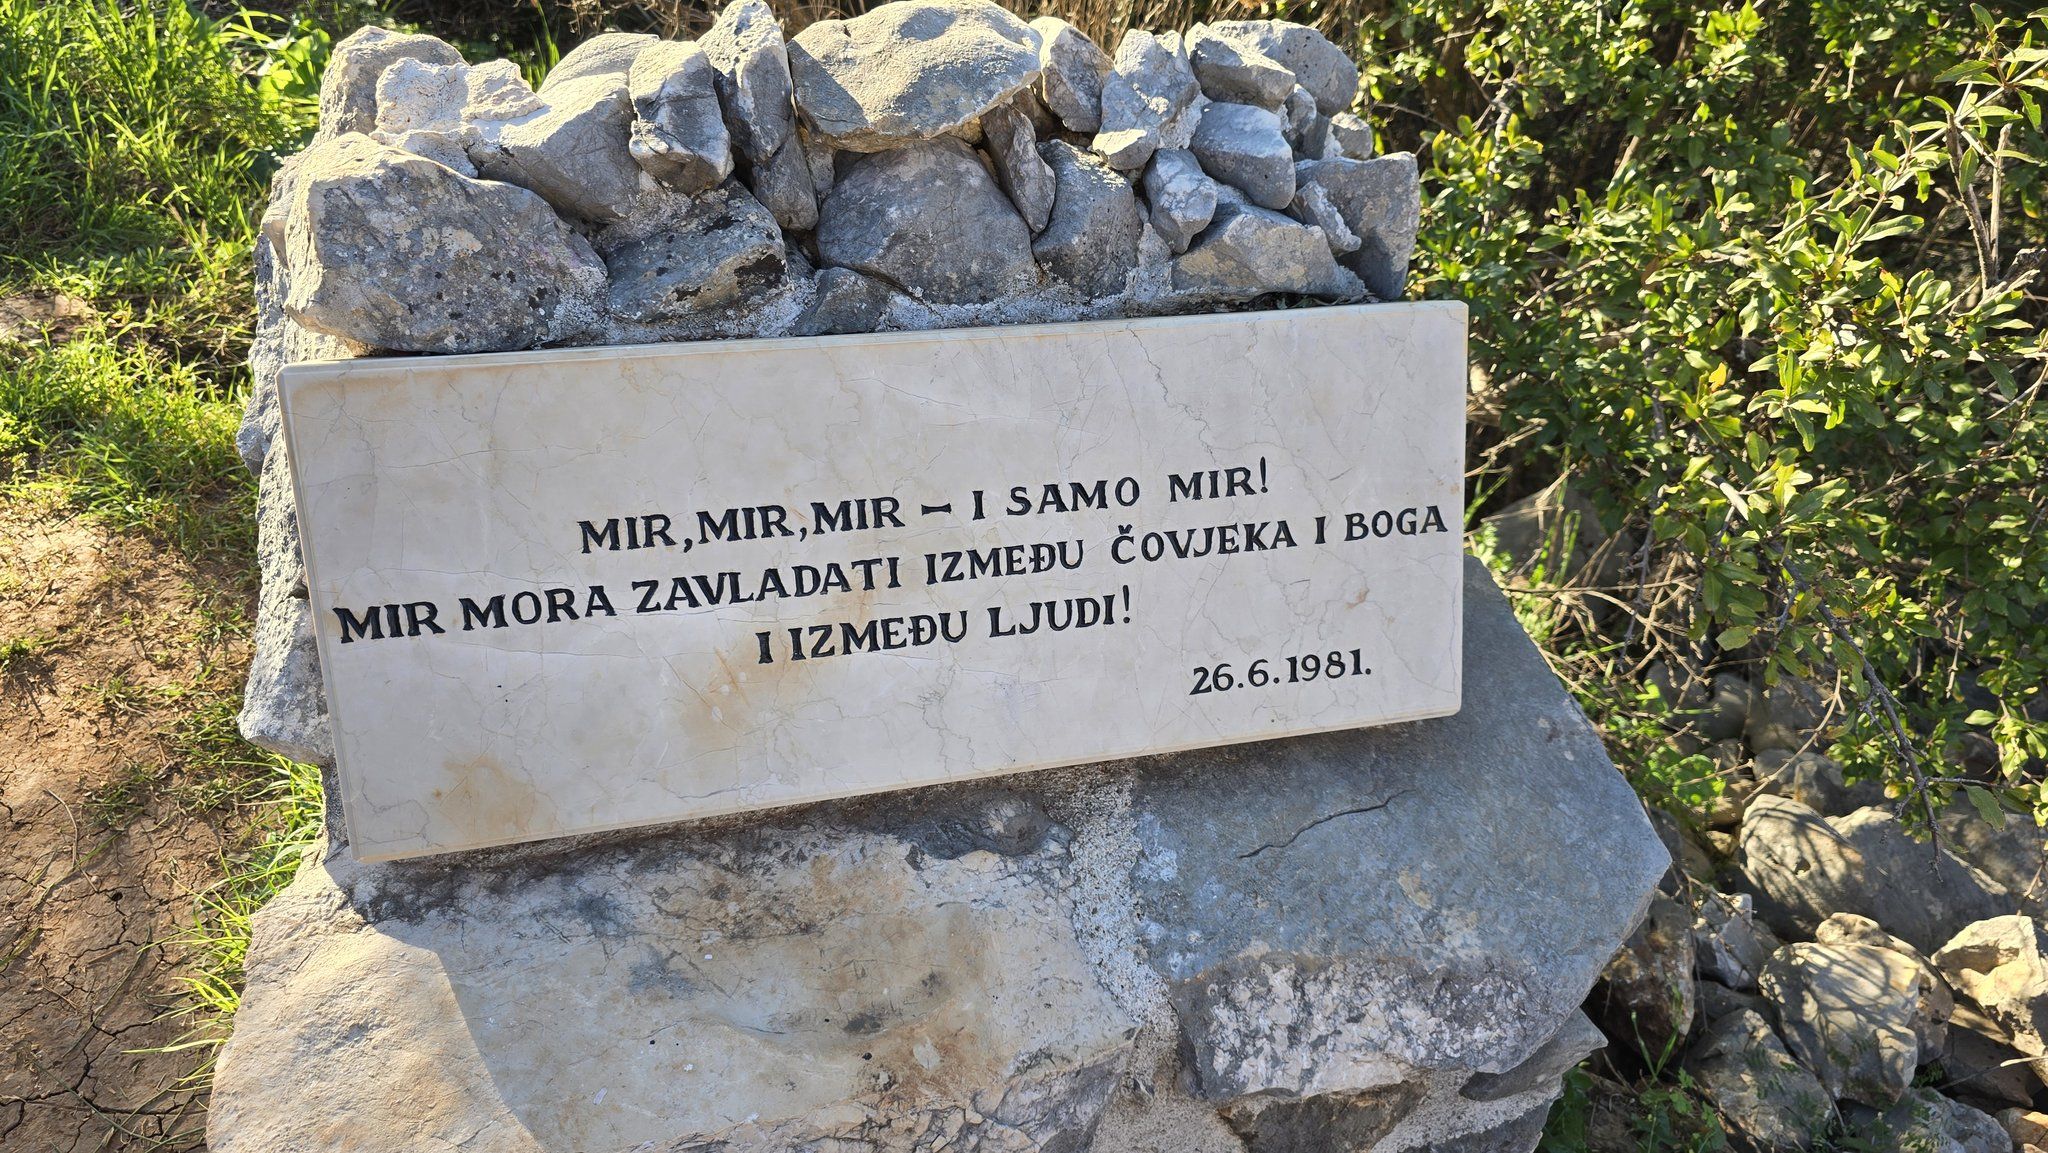 MIR, MIR, MIR – I SAMO MIR!
MIR MORA ZAVLADATI IZMEĐU ČOVJEKA I BOGA
I IZMEĐU LJUDI!
26.6.1981.